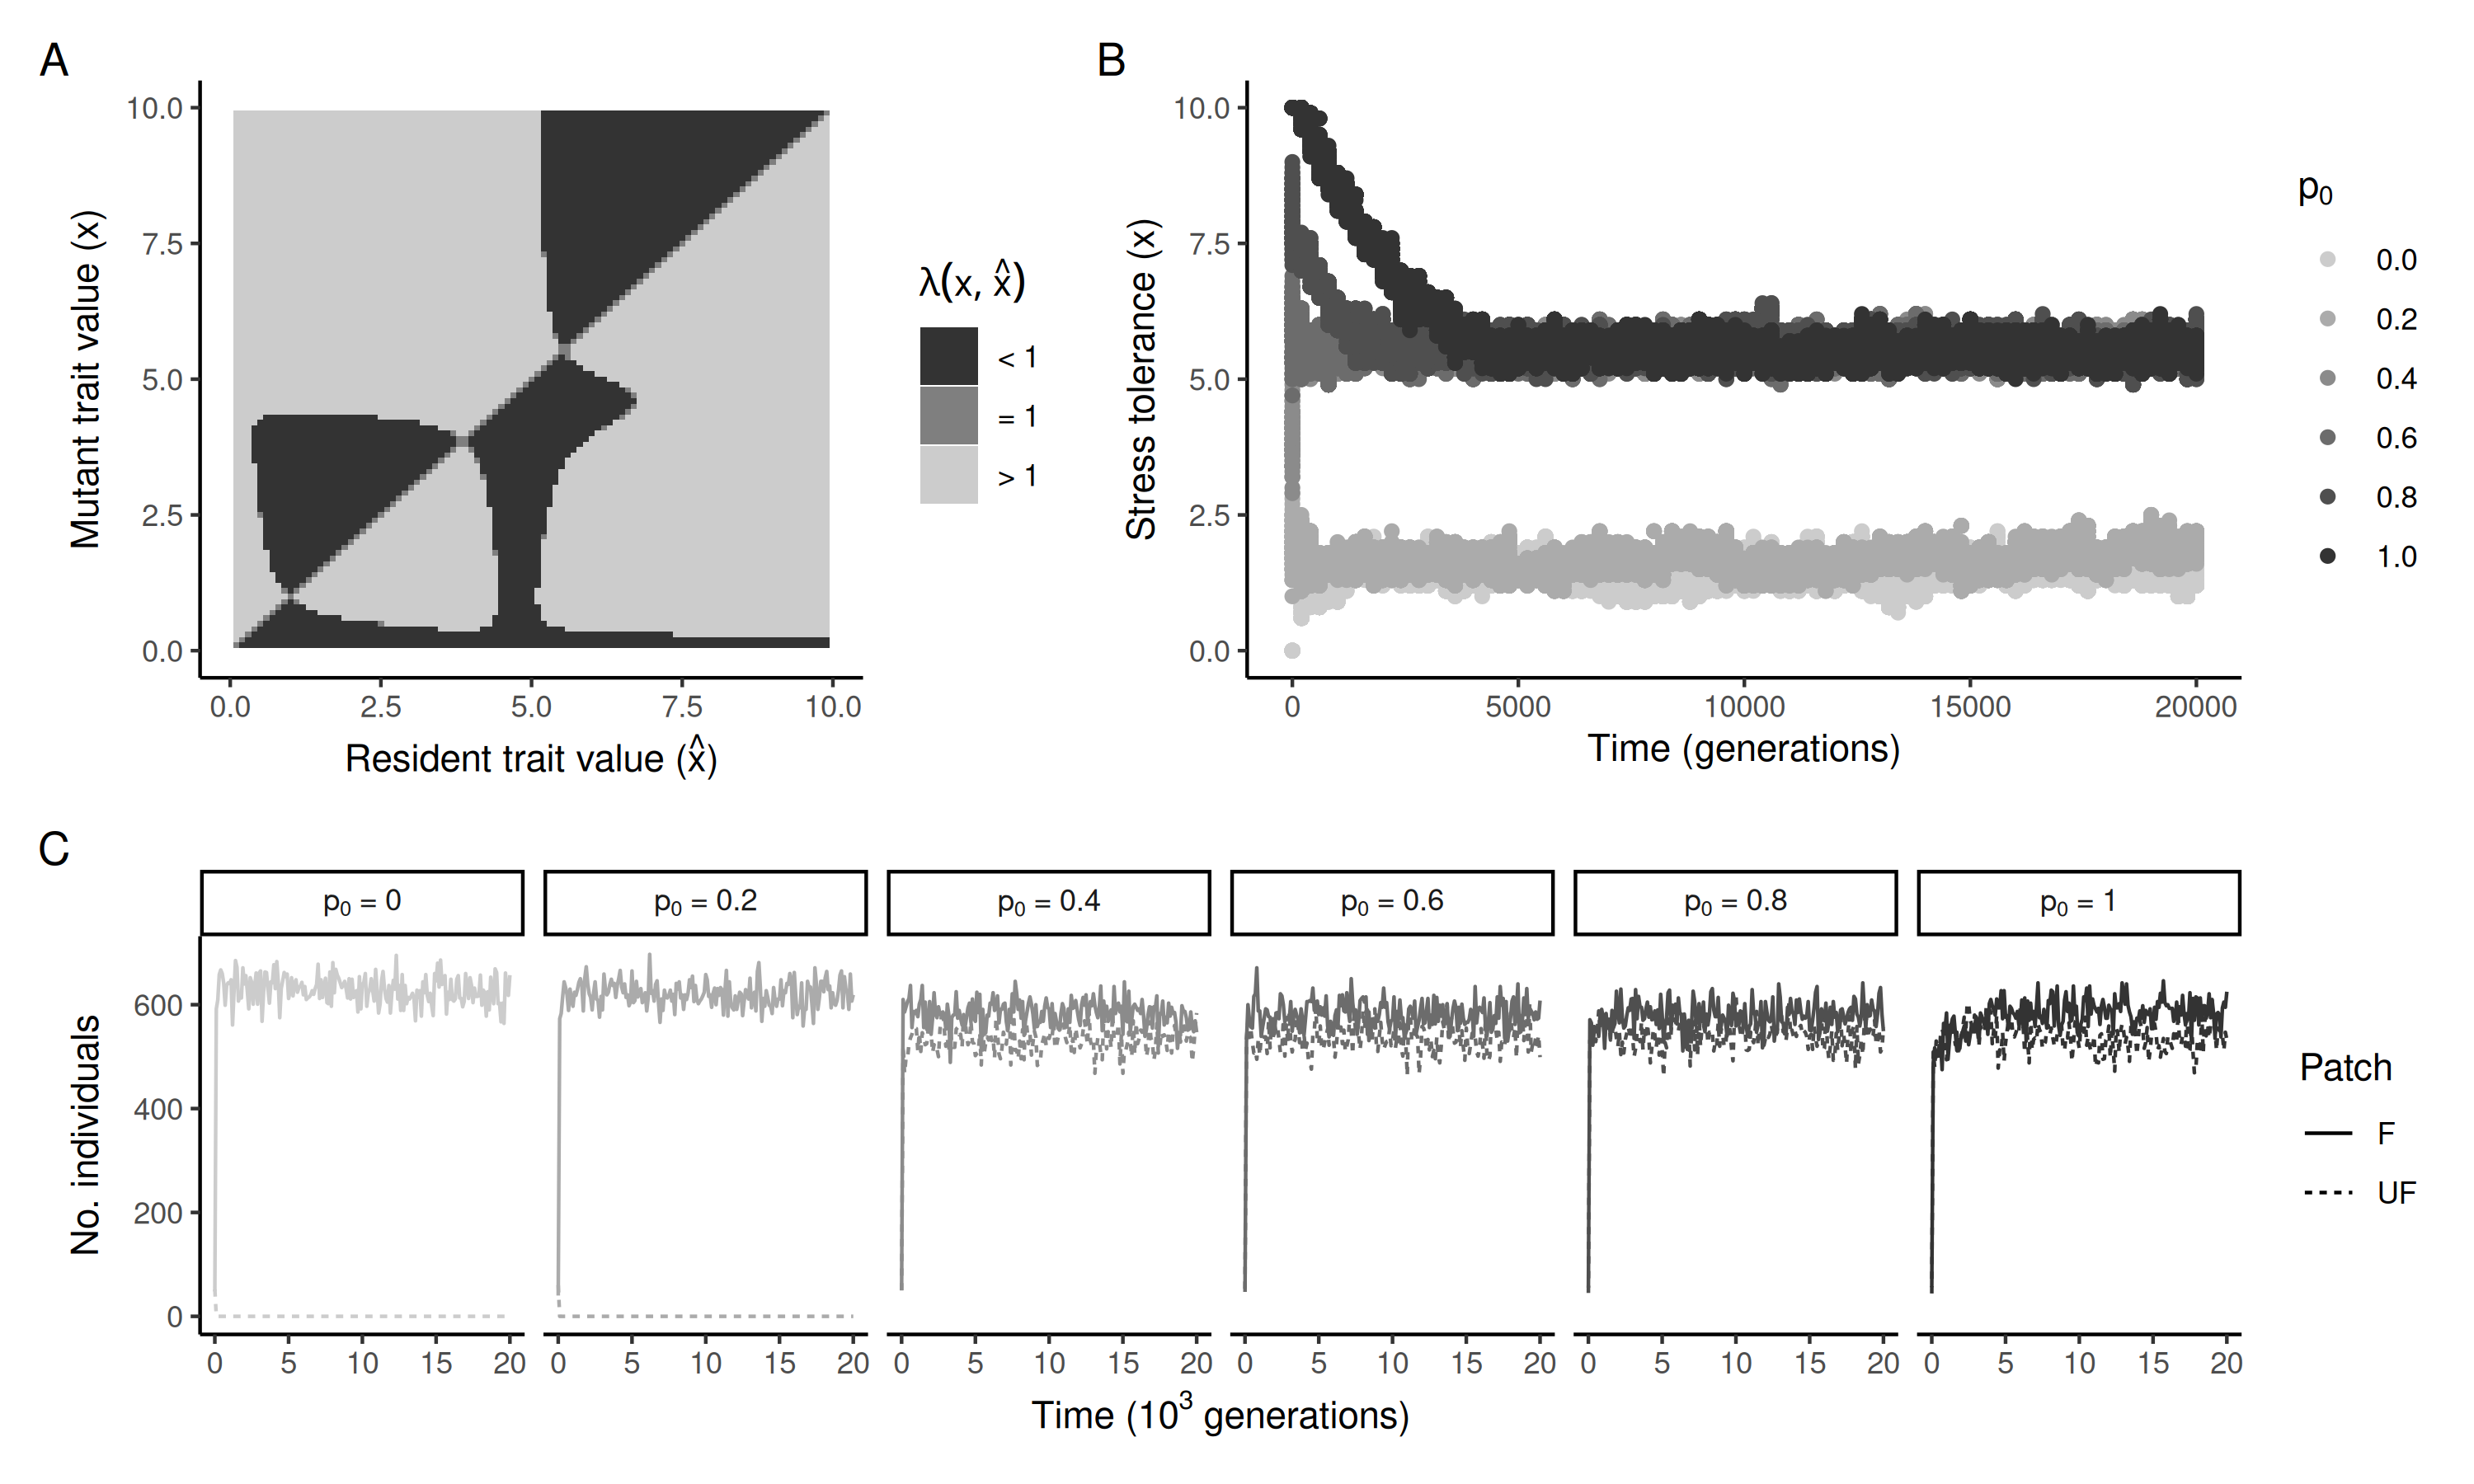 A
Mutant trait value (x)
10.0
7.5
5.0
2.5
0.0
0.0 2.5 5.0 7.5 10.0
Resident trait value (x̂)
λ(x, x̂)
< 1
= 1
> 1
B
Stress tolerance (x)
10.0
7.5
5.0
2.5
0.0
0 5000 10000 15000 20000
Time (generations)
p₀
0.0
0.2
0.4
0.6
0.8
1.0
C
p₀ = 0 p₀ = 0.2 p₀ = 0.4 p₀ = 0.6 p₀ = 0.8 p₀ = 1
No. individuals
600
400
200
0
0 5 10 15 20 0 5 10 15 20 0 5 10 15 20 0 5 10 15 20 0 5 10 15 20 0 5 10 15 20
Time (10³ generations)
Patch
F
UF